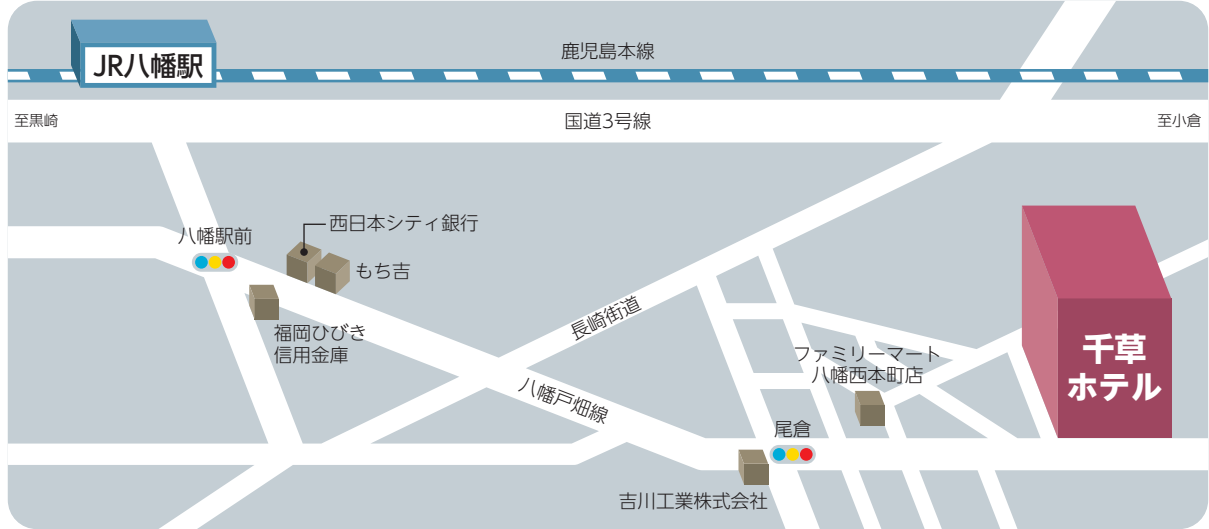 JR八幡駅
鹿児島本線
至黒崎
国道3号線
至小倉
西日本シティ銀行
八幡駅前
もち吉
長崎街道
福岡ひびき
信用金庫
ファミリーマート
八幡西本町店
千草
ホテル
八幡戸畑線
尾倉
吉川工業株式会社